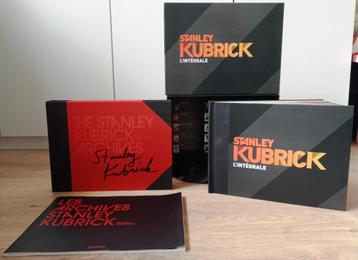 STANLEY
KUBRICK
L'INTÉGRALE
THE STANLEY
KUBRICK
ARCHIVES
Stanley
Kubrick
STANLEY
KUBRICK
L'INTÉGRALE
LES
ARCHIVES
STANLEY
KUBRICK